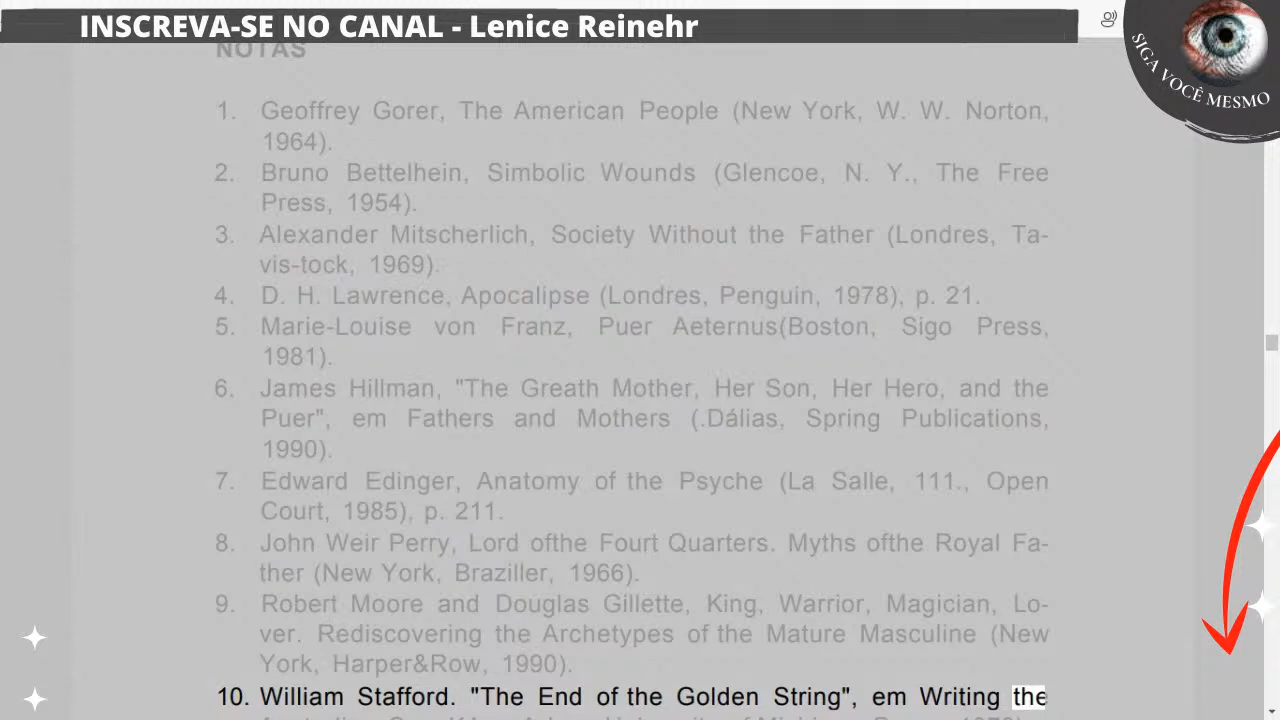 INSCREVA-SE NO CANAL - Lenice Reinehr
SIGA VOCÊ MESMO
NOTAS
1. Geoffrey Gorer, The American People (New York, W. W. Norton,
1964).
2. Bruno Bettelhein, Simbolic Wounds (Glencoe, N. Y., The Free
Press, 1954).
3. Alexander Mitscherlich, Society Without the Father (Londres, Ta-
vis-tock, 1969).
4. D. H. Lawrence, Apocalipse (Londres, Penguin, 1978), p. 21.
5. Marie-Louise von Franz, Puer Aeternus(Boston, Sigo Press,
1981).
6. James Hillman, "The Greath Mother, Her Son, Her Hero, and the
Puer", em Fathers and Mothers (.Dálias, Spring Publications,
1990).
7. Edward Edinger, Anatomy of the Psyche (La Salle, 111., Open
Court, 1985), p. 211.
8. John Weir Perry, Lord ofthe Fourt Quarters. Myths ofthe Royal Fa-
ther (New York, Braziller, 1966).
9. Robert Moore and Douglas Gillette, King, Warrior, Magician, Lo-
ver. Rediscovering the Archetypes of the Mature Masculine (New
York, Harper&Row, 1990).
10. William Stafford. "The End of the Golden String", em Writing the